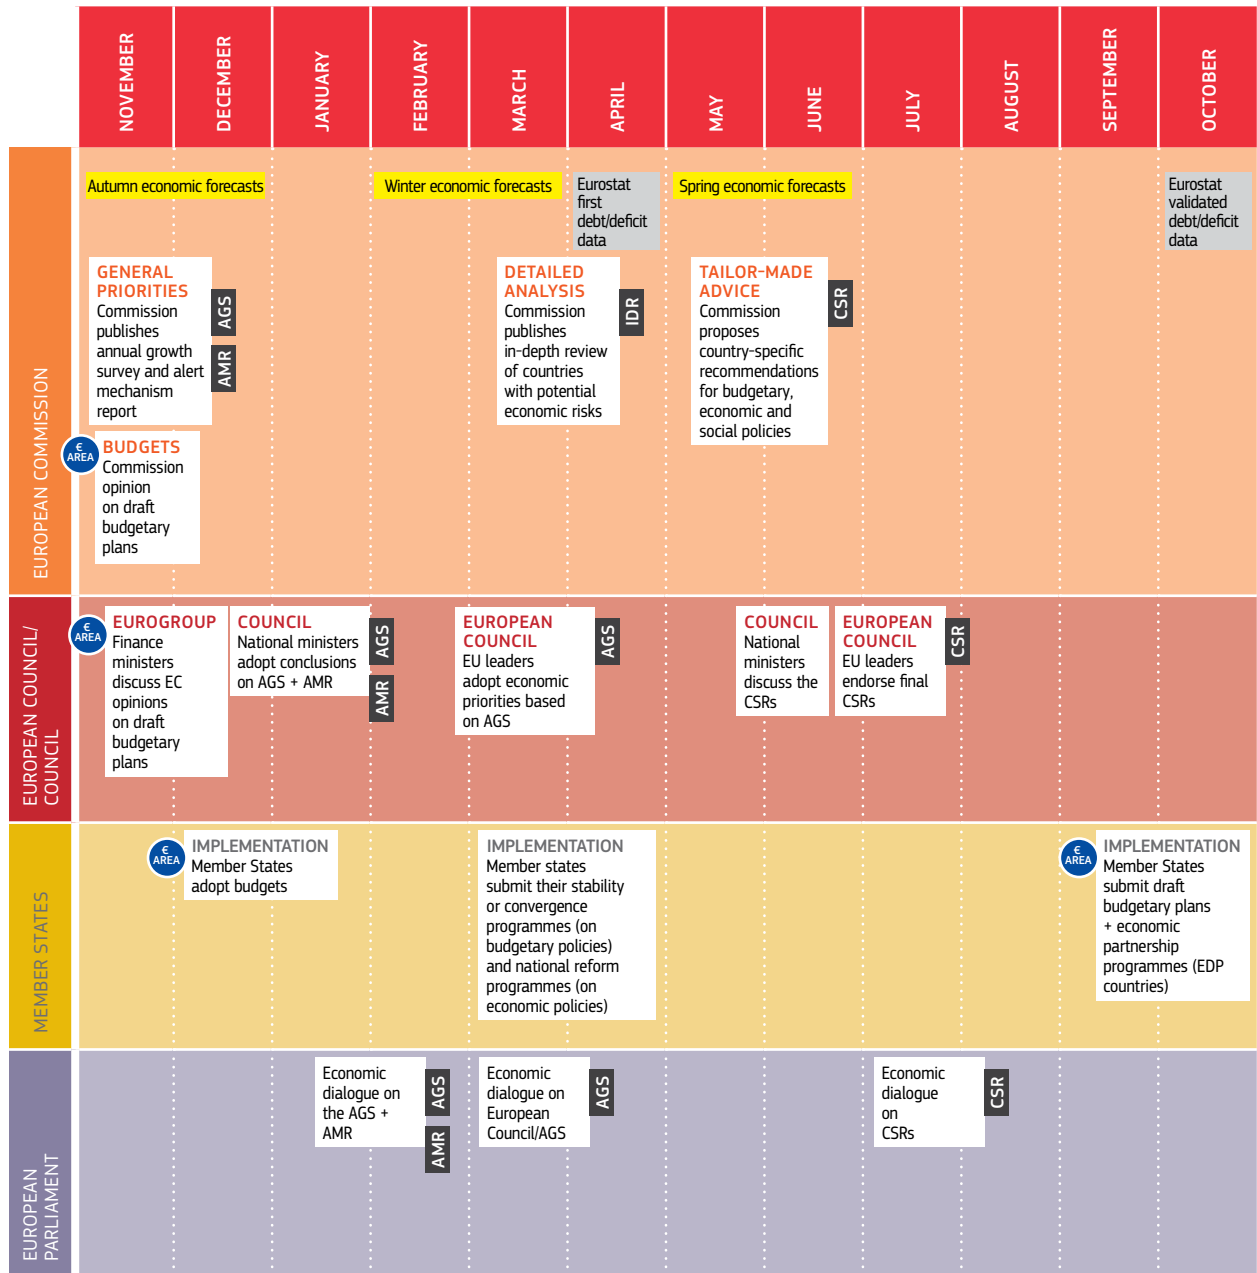 NOVEMBER
DECEMBER
JANUARY
FEBRUARY
MARCH
APRIL
MAY
JUNE
JULY
AUGUST
SEPTEMBER
OCTOBER
EUROPEAN COMMISSION
Autumn economic forecasts
Winter economic forecasts
Eurostat
first
debt/deficit
data
Spring economic forecasts
Eurostat
validated
debt/deficit
data
GENERAL
PRIORITIES
Commission
publishes
annual growth
survey and alert
mechanism
report
AGS
AMR
DETAILED
ANALYSIS
Commission
publishes
in-depth review
of countries
with potential
economic risks
IDR
TAILOR-MADE
ADVICE
Commission
proposes
country-specific
recommendations
for budgetary,
economic and
social policies
CSR
€
AREA
BUDGETS
Commission
opinion
on draft
budgetary
plans
EUROPEAN COUNCIL/
COUNCIL
€
AREA
EUROGROUP
Finance
ministers
discuss EC
opinions
on draft
budgetary
plans
COUNCIL
National ministers
adopt conclusions
on AGS + AMR
AGS
AMR
EUROPEAN
COUNCIL
EU leaders
adopt economic
priorities based
on AGS
AGS
COUNCIL
National
ministers
discuss the
CSRs
EUROPEAN
COUNCIL
EU leaders
endorse final
CSRs
CSR
MEMBER STATES
€
AREA
IMPLEMENTATION
Member States
adopt budgets
IMPLEMENTATION
Member states
submit their stability
or convergence
programmes (on
budgetary policies)
and national reform
programmes (on
economic policies)
€
AREA
IMPLEMENTATION
Member States
submit draft
budgetary plans
+ economic
partnership
programmes (EDP
countries)
EUROPEAN
PARLIAMENT
Economic
dialogue on
the AGS +
AMR
AGS
AMR
Economic
dialogue on
European
Council/AGS
AGS
Economic
dialogue
on
CSRs
CSR